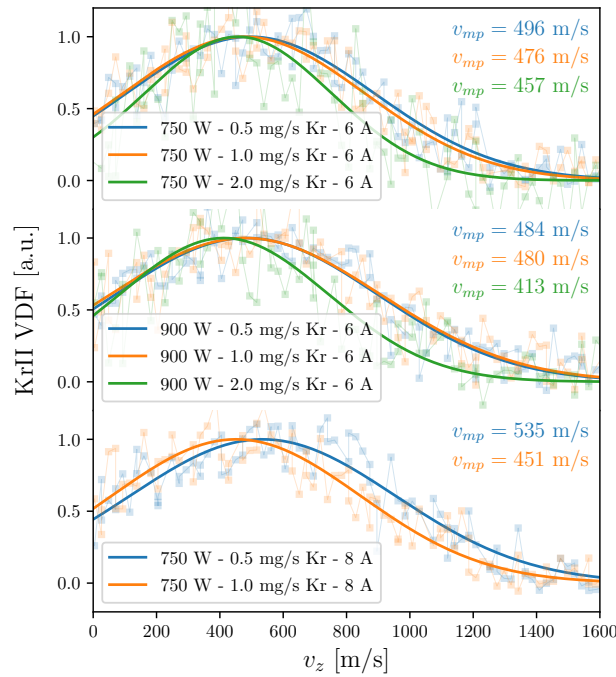 KrII VDF [a.u.]
1.0
0.5
0.0
v_mp = 496 m/s
v_mp = 476 m/s
v_mp = 457 m/s
750 W - 0.5 mg/s Kr - 6 A
750 W - 1.0 mg/s Kr - 6 A
750 W - 2.0 mg/s Kr - 6 A
1.0
0.5
0.0
v_mp = 484 m/s
v_mp = 480 m/s
v_mp = 413 m/s
900 W - 0.5 mg/s Kr - 6 A
900 W - 1.0 mg/s Kr - 6 A
900 W - 2.0 mg/s Kr - 6 A
1.0
0.5
0.0
v_mp = 535 m/s
v_mp = 451 m/s
750 W - 0.5 mg/s Kr - 8 A
750 W - 1.0 mg/s Kr - 8 A
0 200 400 600 800 1000 1200 1400 1600
v_z [m/s]